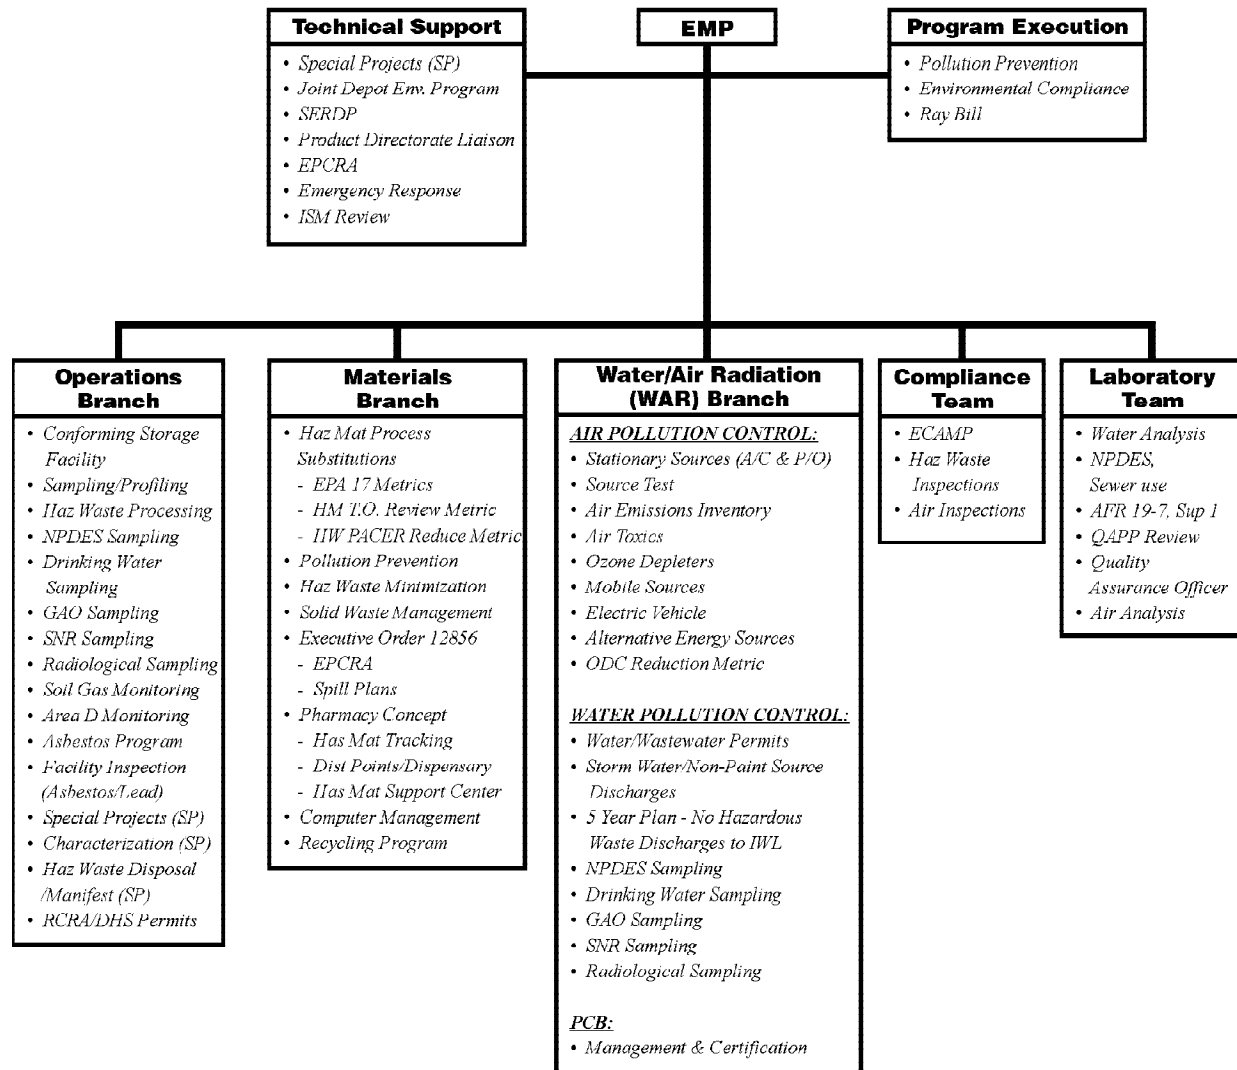 Technical Support
• Special Projects (SP)
• Joint Depot Env. Program
• SERDP
• Product Directorate Liaison
• EPCRA
• Emergency Response
• ISM Review
EMP
Program Execution
• Pollution Prevention
• Environmental Compliance
• Ray Bill
Operations
Branch
• Conforming Storage
Facility
• Sampling/Profiling
• Haz Waste Processing
• NPDES Sampling
• Drinking Water
Sampling
• GAO Sampling
• SNR Sampling
• Radiological Sampling
• Soil Gas Monitoring
• Area D Monitoring
• Asbestos Program
• Facility Inspection
(Asbestos/Lead)
• Special Projects (SP)
• Characterization (SP)
• Haz Waste Disposal
/Manifest (SP)
• RCRA/DHS Permits
Materials
Branch
• Haz Mat Process
Substitutions
- EPA 17 Metrics
- HM T.O. Review Metric
- HW PACER Reduce Metric
• Pollution Prevention
• Haz Waste Minimization
• Solid Waste Management
• Executive Order 12856
- EPCRA
- Spill Plans
• Pharmacy Concept
- Has Mat Tracking
- Dist Points/Dispensary
- Has Mat Support Center
• Computer Management
• Recycling Program
Water/Air Radiation
(WAR) Branch
AIR POLLUTION CONTROL:
• Stationary Sources (A/C & P/O)
• Source Test
• Air Emissions Inventory
• Air Toxics
• Ozone Depleters
• Mobile Sources
• Electric Vehicle
• Alternative Energy Sources
• ODC Reduction Metric
WATER POLLUTION CONTROL:
• Water/Wastewater Permits
• Storm Water/Non-Paint Source
Discharges
• 5 Year Plan - No Hazardous
Waste Discharges to IWL
• NPDES Sampling
• Drinking Water Sampling
• GAO Sampling
• SNR Sampling
• Radiological Sampling
PCB:
• Management & Certification
Compliance
Team
• ECAMP
• Haz Waste
Inspections
• Air Inspections
Laboratory
Team
• Water Analysis
• NPDES,
Sewer use
• AFR 19-7, Sup 1
• QAPP Review
• Quality
Assurance Officer
• Air Analysis